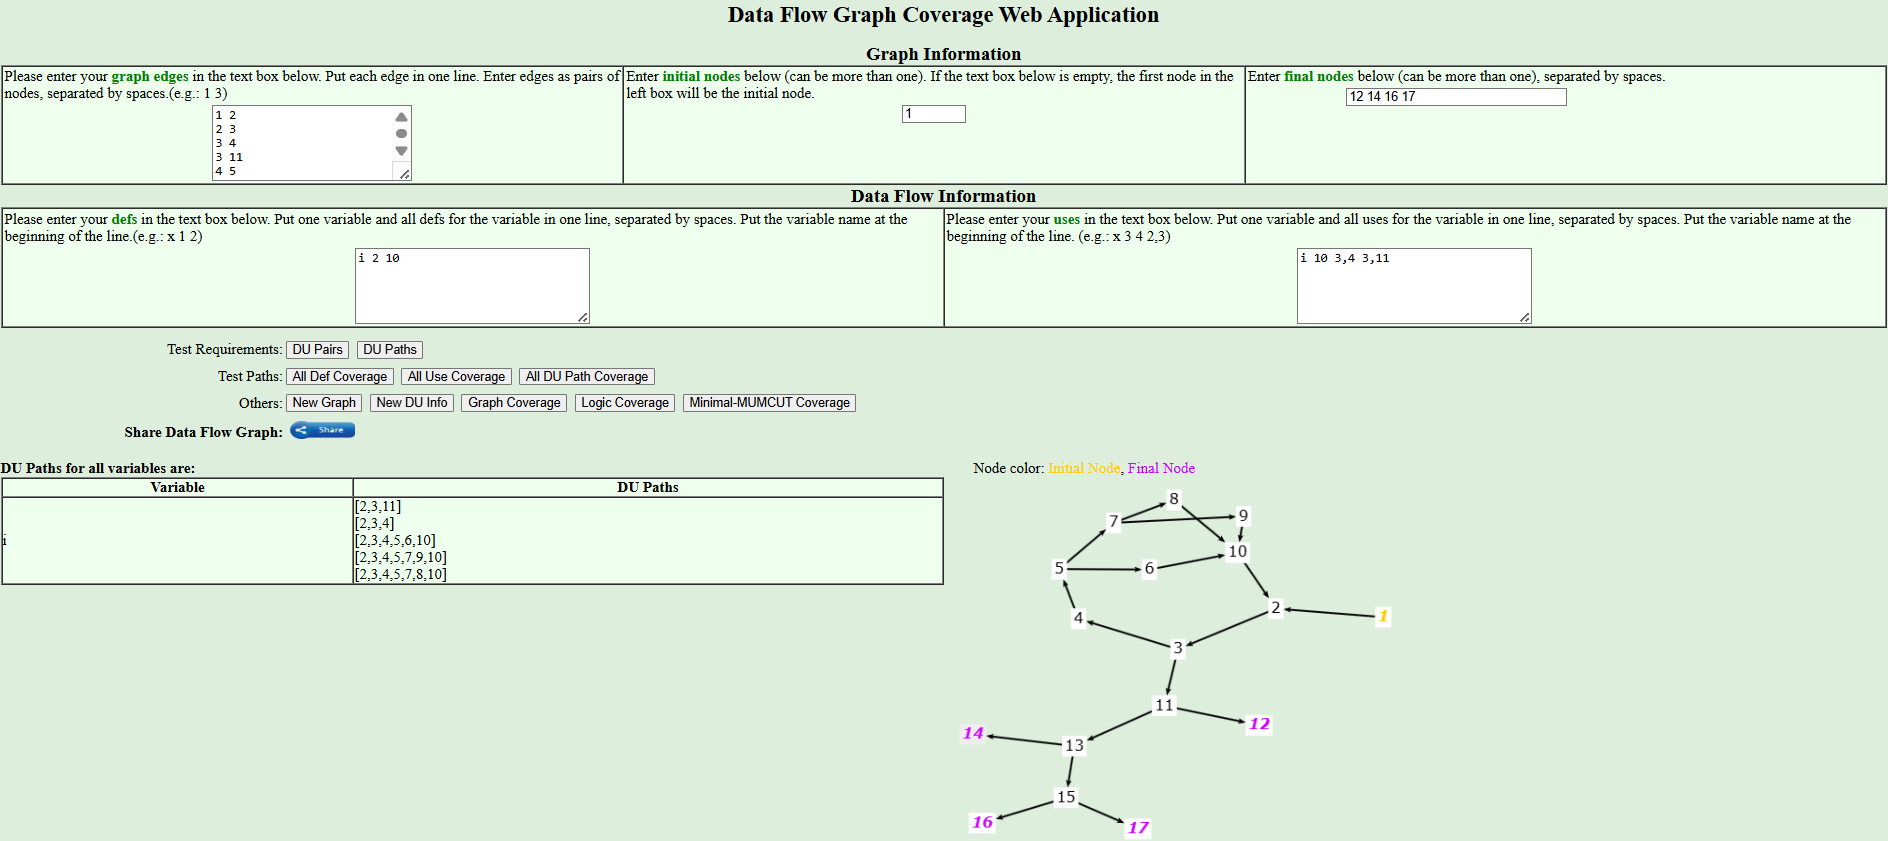 Data Flow Graph Coverage Web Application
Graph Information
Please enter your graph edges in the text box below. Put each edge in one line. Enter edges as pairs of
nodes, separated by spaces.(e.g.: 1 3)
1 2
2 3
3 4
3 11
4 5
Enter initial nodes below (can be more than one). If the text box below is empty, the first node in the
left box will be the initial node.
1
Enter final nodes below (can be more than one), separated by spaces.
12 14 16 17
Data Flow Information
Please enter your defs in the text box below. Put one variable and all defs for the variable in one line, separated by spaces. Put the variable name at the
beginning of the line.(e.g.: x 1 2)
i 2 10
Please enter your uses in the text box below. Put one variable and all uses for the variable in one line, separated by spaces. Put the variable name at the
beginning of the line. (e.g.: x 3 4 2,3)
i 10 3,4 3,11
Test Requirements: DU Pairs DU Paths
Test Paths: All Def Coverage All Use Coverage All DU Path Coverage
Others: New Graph New DU Info Graph Coverage Logic Coverage Minimal-MUMCUT Coverage
Share Data Flow Graph: Share
DU Paths for all variables are:
Variable DU Paths
i
[2,3,11]
[2,3,4]
[2,3,4,5,6,10]
[2,3,4,5,7,9,10]
[2,3,4,5,7,8,10]
Node color: Initial Node, Final Node
8
7
9
10
5
6
2
1
4
3
11
12
14
13
15
16
17